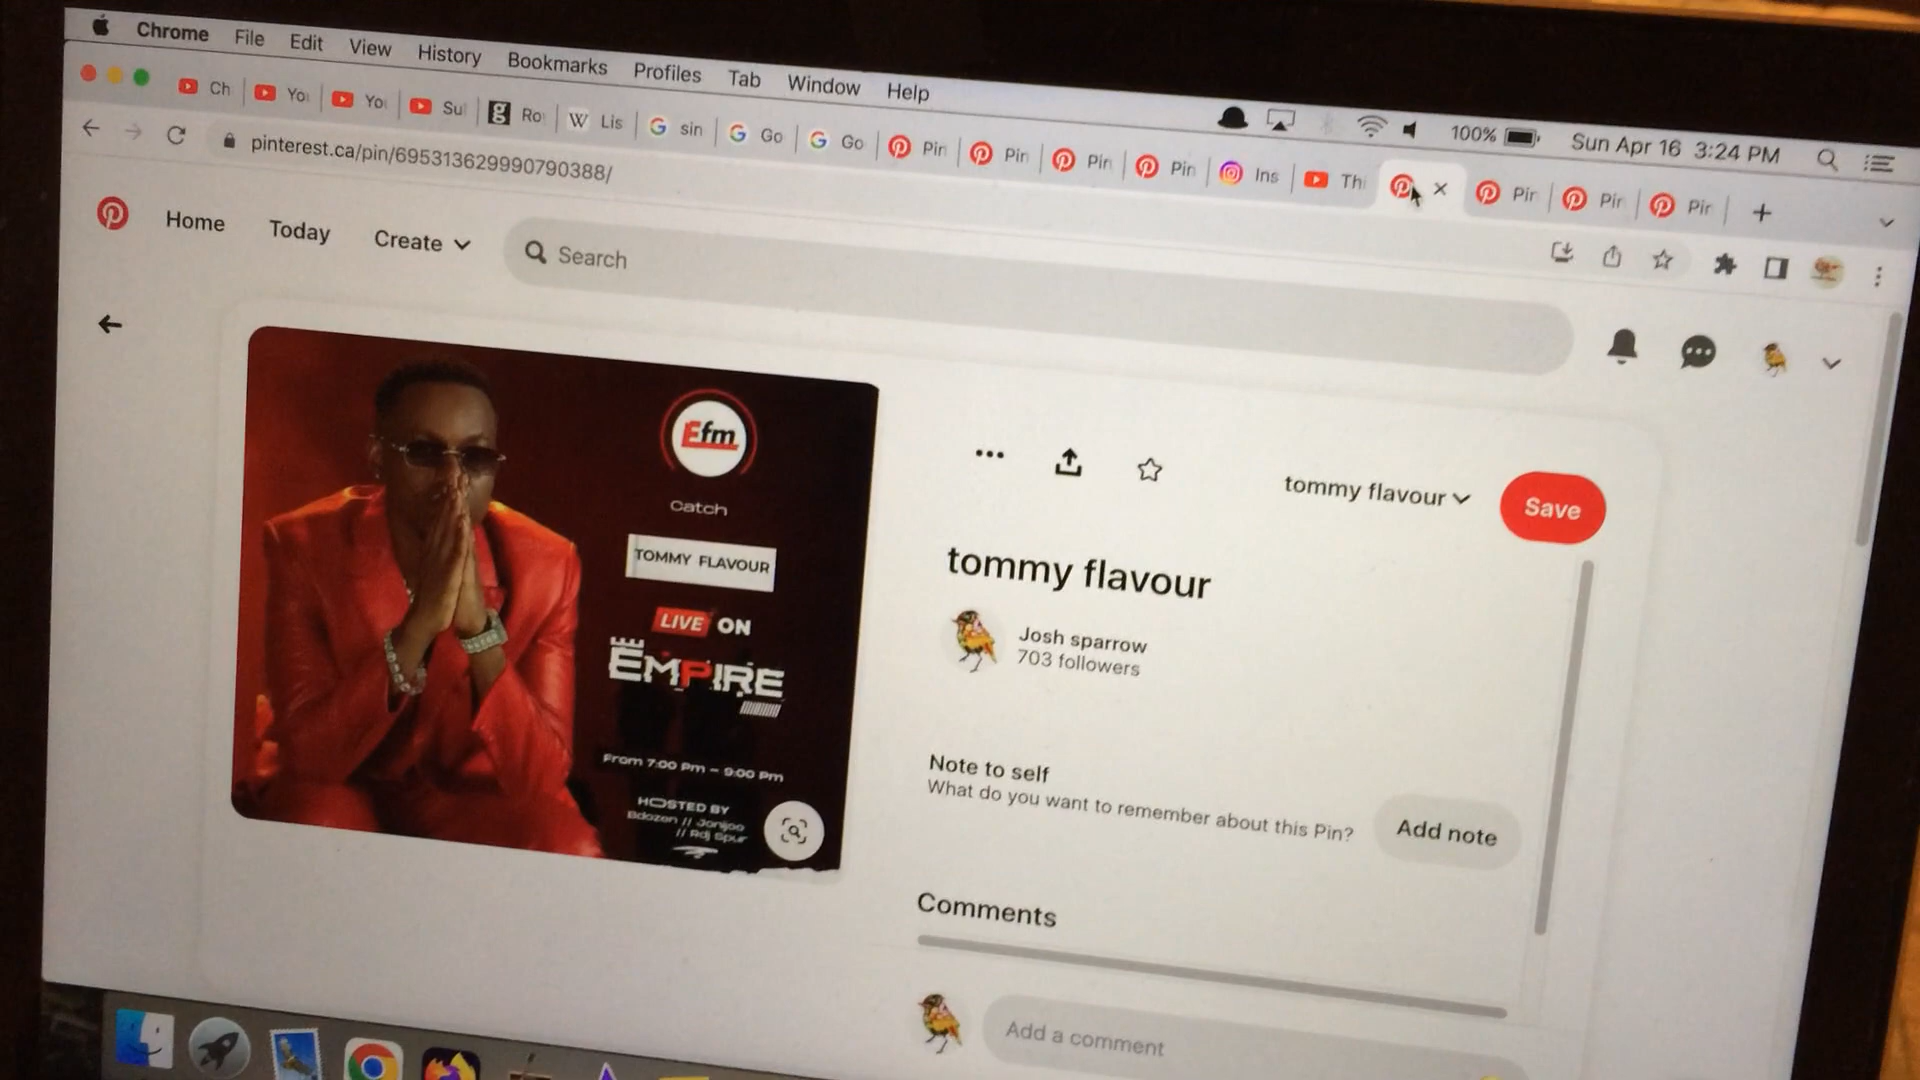 Chrome File Edit View History Bookmarks Profiles Tab Window Help
100% Sun Apr 16 3:24 PM
Ch Yo Yo Su Ro Lis sin Go Go Pin Pin Pin Pin Ins Th Pir Pir Pir
pinterest.ca/pin/695313629990790388/
Home Today Create Search
Efm
Catch
TOMMY FLAVOUR
LIVE ON
EMPIRE
From 7:00 Pm – 9:00 Pm
HOSTED BY
Bdozen // Jonijoo
// Rdj Spur
tommy flavour
Save
tommy flavour
Josh sparrow
703 followers
Note to self
What do you want to remember about this Pin?
Add note
Comments
Add a comment